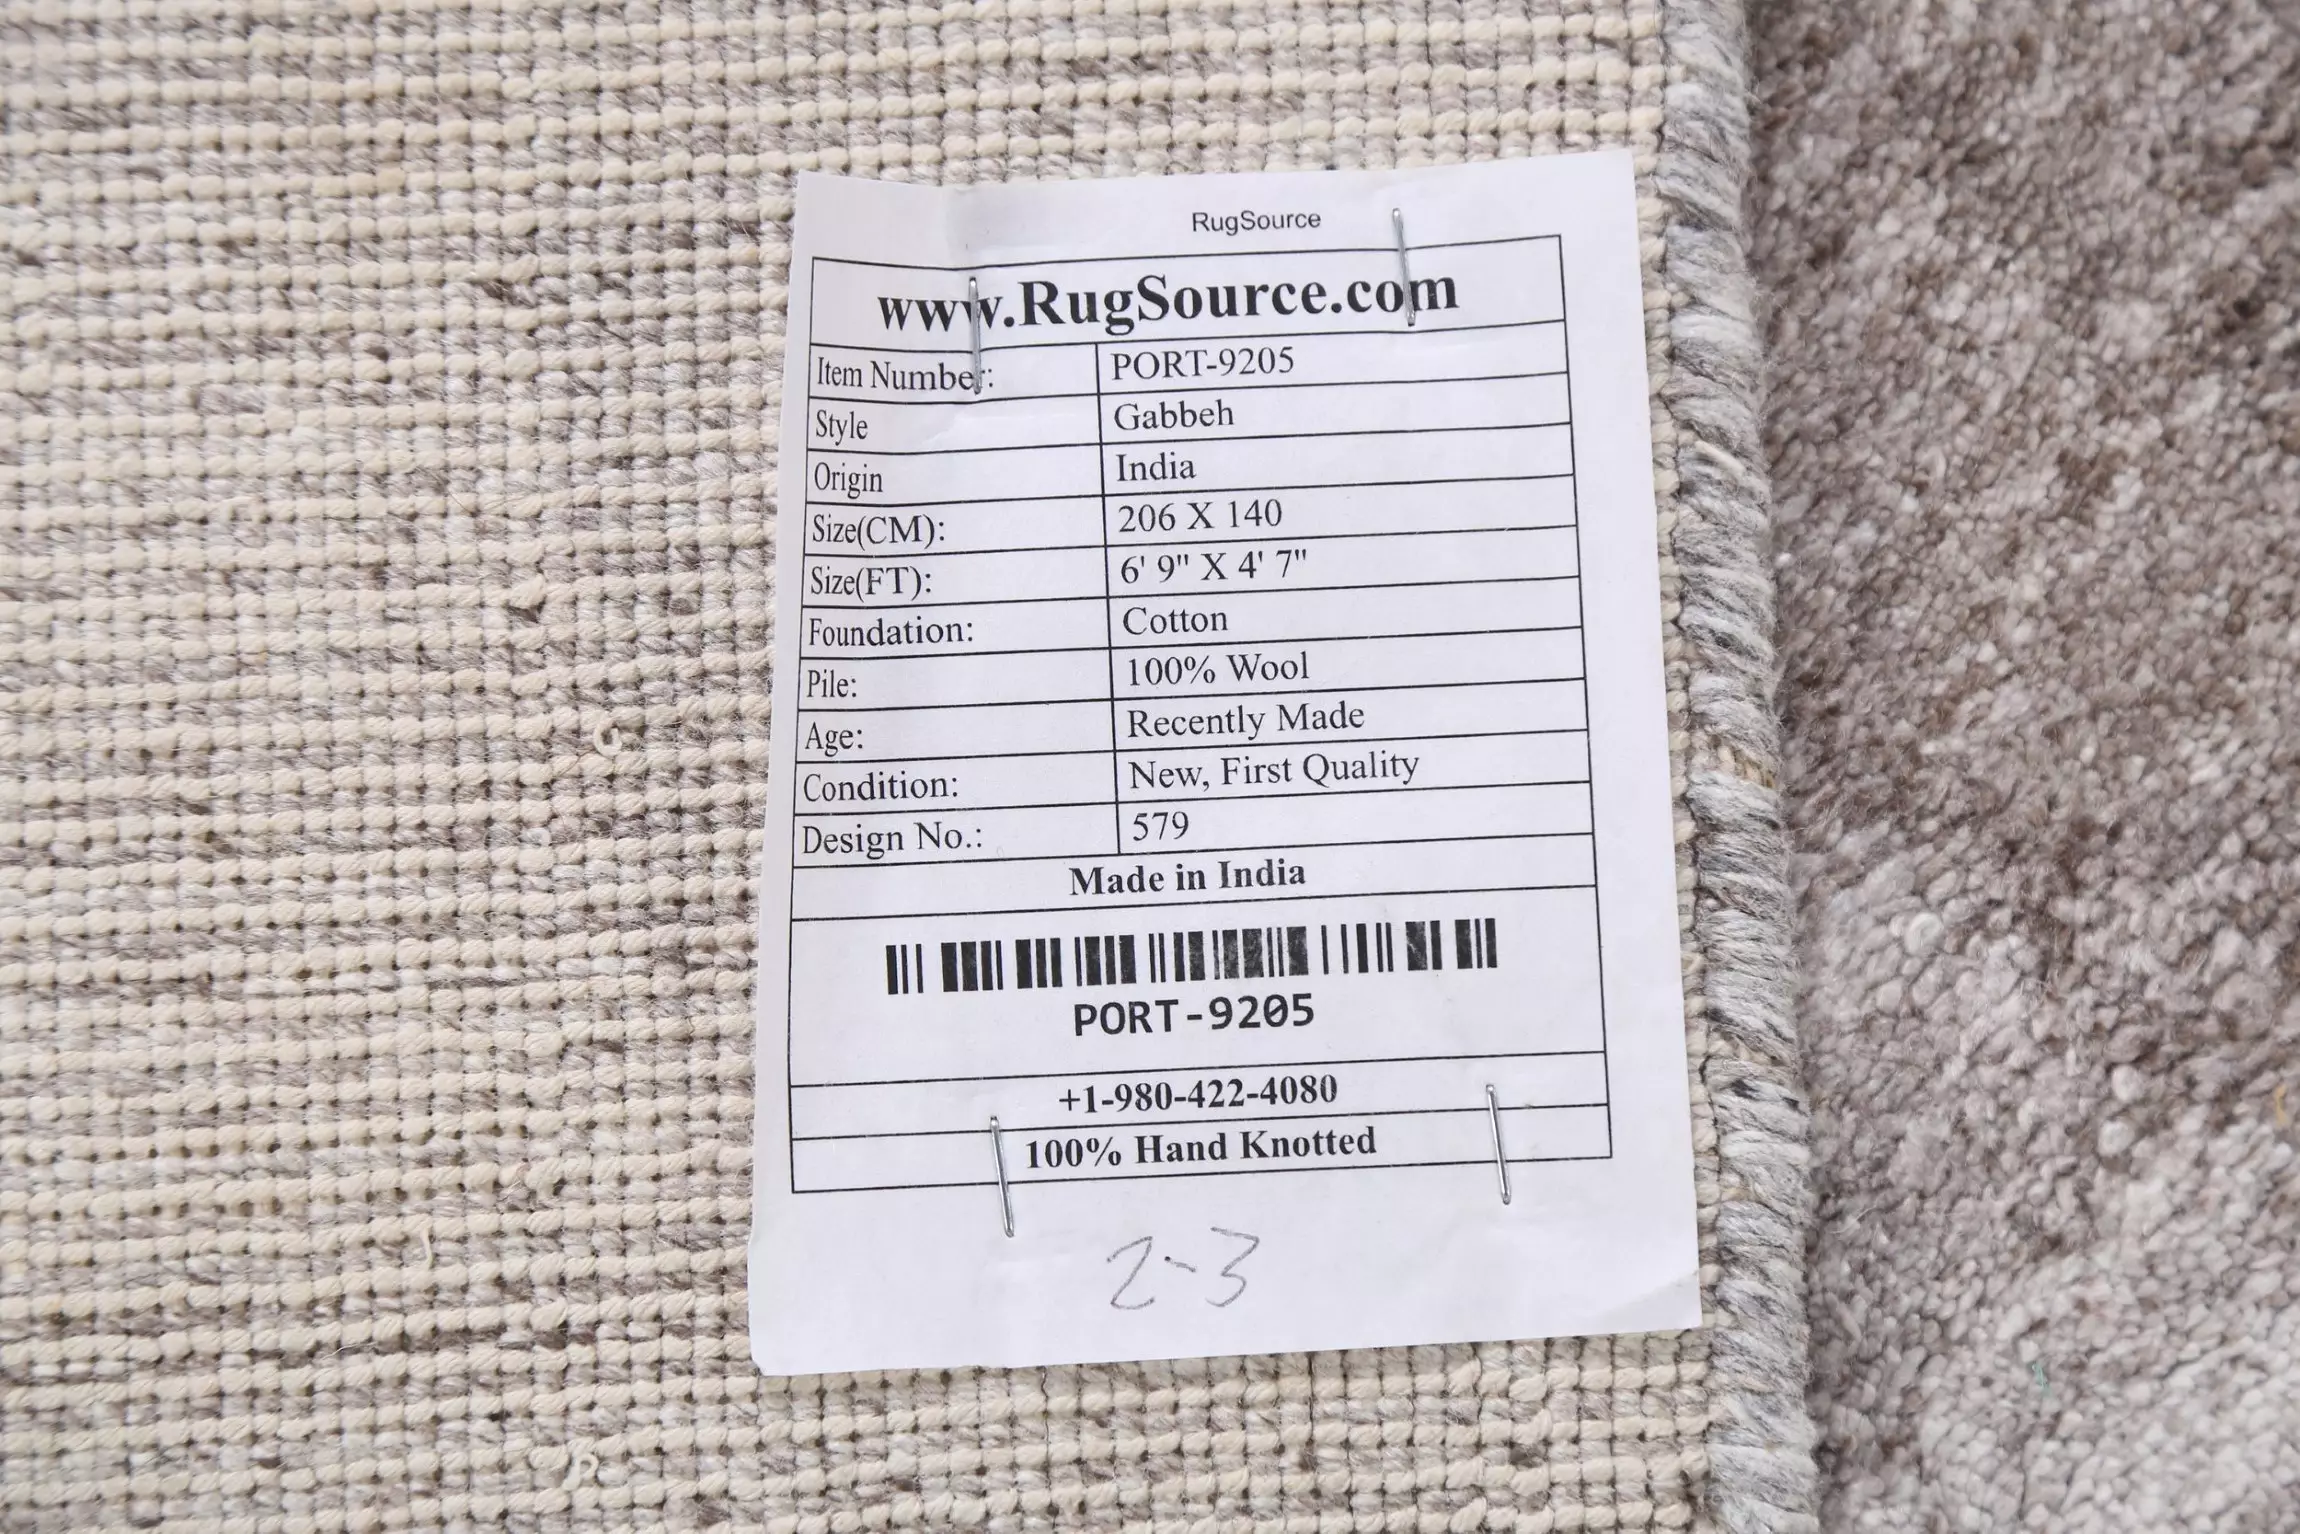 RugSource
www.RugSource.com
Item Number: PORT-9205
Style Gabbeh
Origin India
Size(CM): 206 X 140
Size(FT): 6' 9" X 4' 7"
Foundation: Cotton
Pile: 100% Wool
Age: Recently Made
Condition: New, First Quality
Design No.: 579
Made in India
PORT-9205
+1-980-422-4080
100% Hand Knotted
2-3